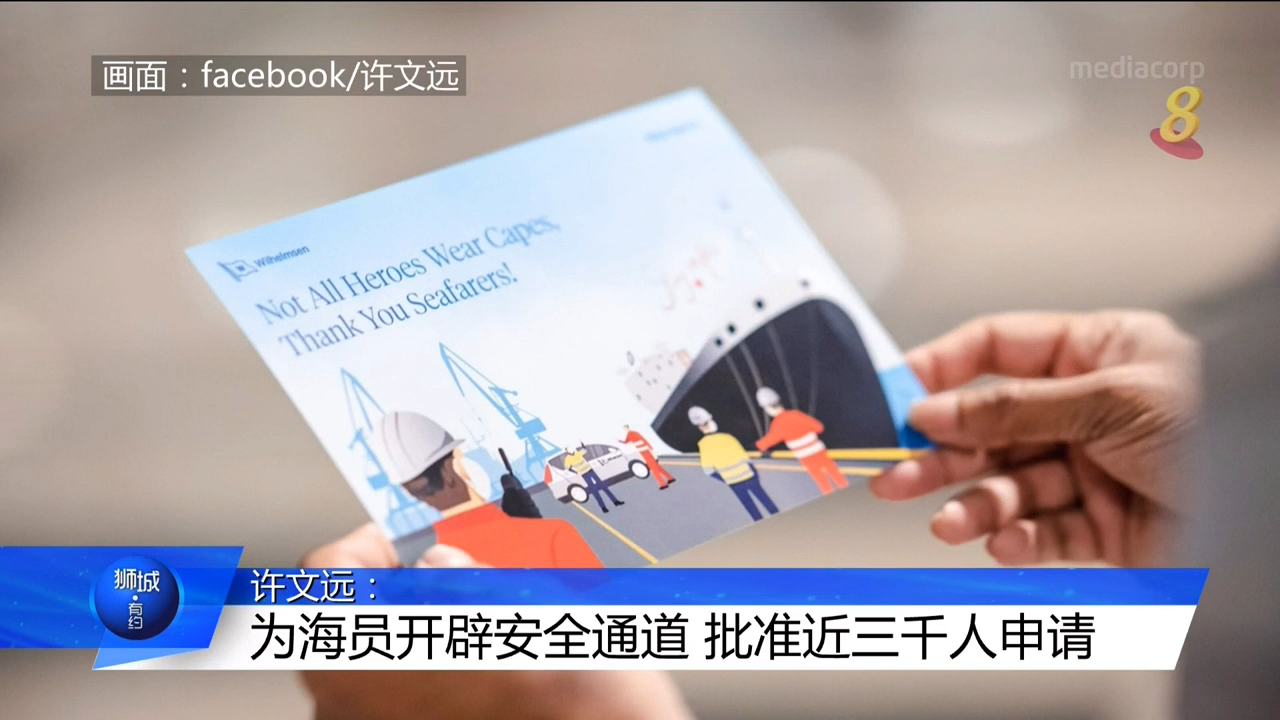 画面：facebook/许文远
mediacorp
8
Wilhelmsen
Not All Heroes Wear Capes,
Thank You Seafarers!
狮城
有约
许文远：
为海员开辟安全通道 批准近三千人申请